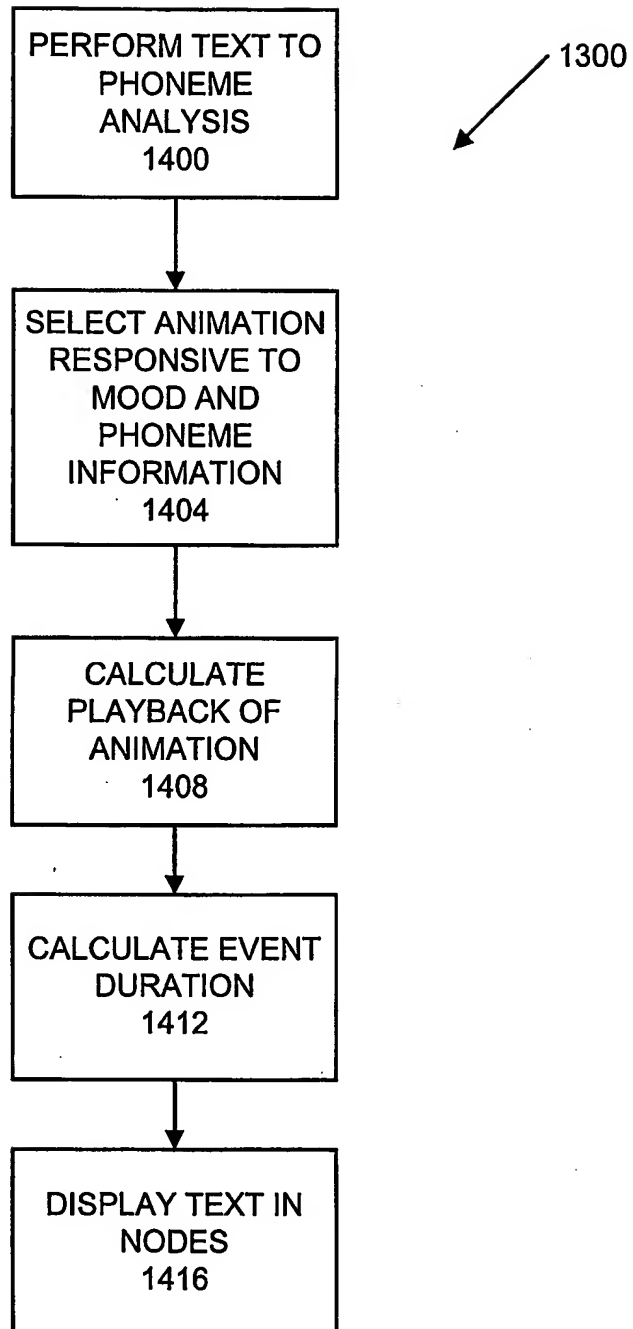 PERFORM TEXT TO
PHONEME
ANALYSIS
1400
1300
SELECT ANIMATION
RESPONSIVE TO
MOOD AND
PHONEME
INFORMATION
1404
CALCULATE
PLAYBACK OF
ANIMATION
1408
CALCULATE EVENT
DURATION
1412
DISPLAY TEXT IN
NODES
1416